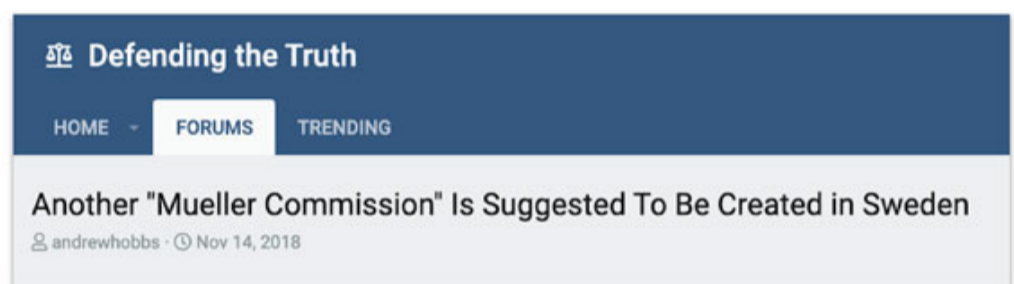 Defending the Truth
HOME FORUMS TRENDING
Another "Mueller Commission" Is Suggested To Be Created in Sweden
andrewhobbs · Nov 14, 2018